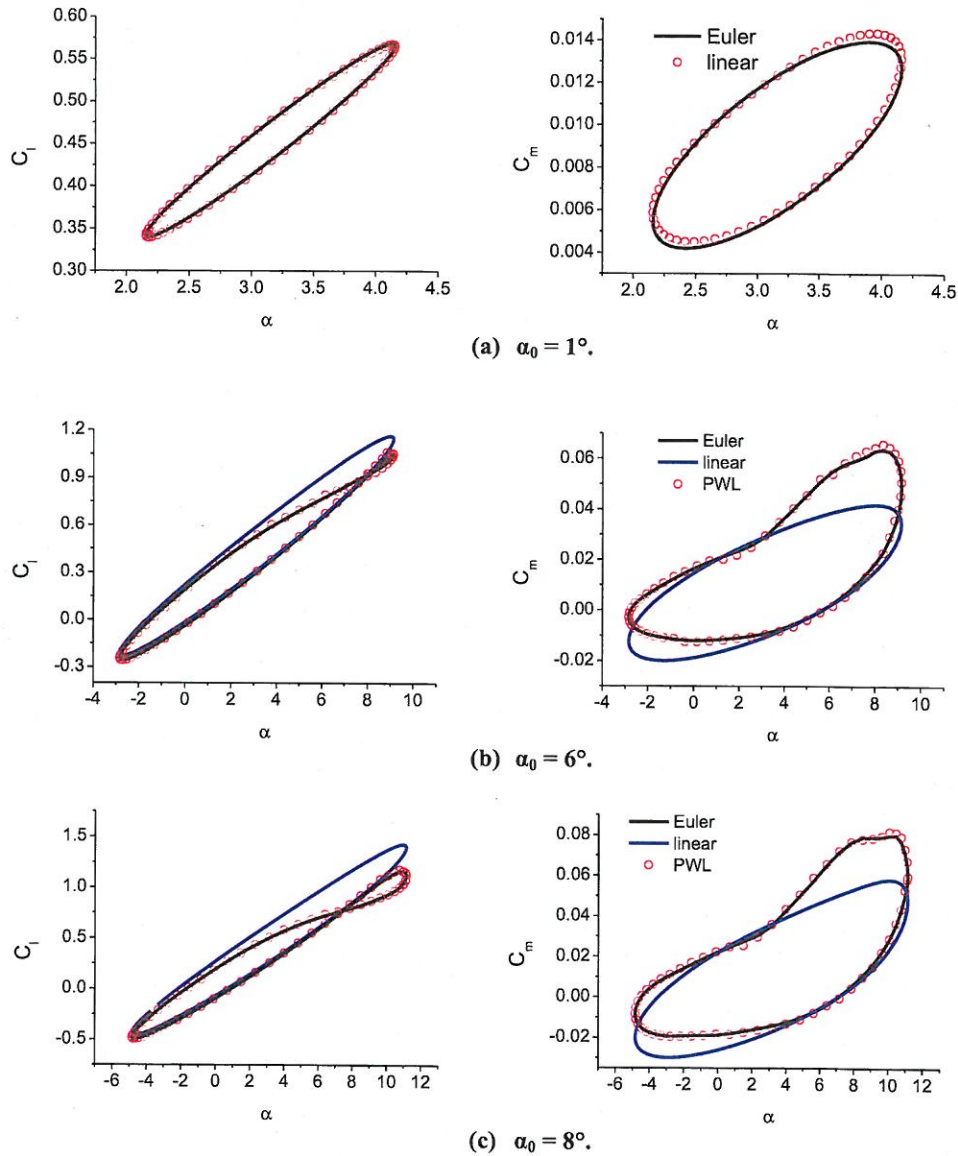 0.60
0.55
0.50
0.45
0.40
0.35
0.30
C_l
2.0 2.5 3.0 3.5 4.0 4.5
α
0.014
0.012
0.010
0.008
0.006
0.004
C_m
Euler
linear
2.0 2.5 3.0 3.5 4.0 4.5
α
(a) α₀ = 1°.
1.2
0.9
0.6
0.3
0.0
-0.3
C_l
-4 -2 0 2 4 6 8 10
α
0.06
0.04
0.02
0.00
-0.02
C_m
Euler
linear
PWL
-4 -2 0 2 4 6 8 10
α
(b) α₀ = 6°.
1.5
1.0
0.5
0.0
-0.5
C_l
-6 -4 -2 0 2 4 6 8 10 12
α
0.08
0.06
0.04
0.02
0.00
-0.02
C_m
Euler
linear
PWL
-6 -4 -2 0 2 4 6 8 10 12
α
(c) α₀ = 8°.